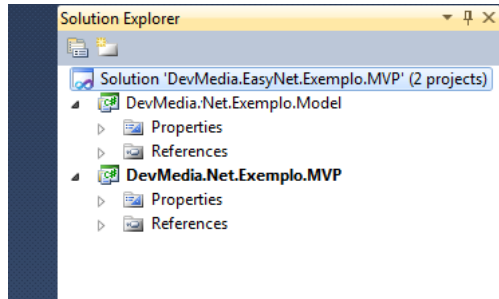 Solution Explorer
Solution 'DevMedia.EasyNet.Exemplo.MVP' (2 projects)
DevMedia.Net.Exemplo.Model
Properties
References
DevMedia.Net.Exemplo.MVP
Properties
References